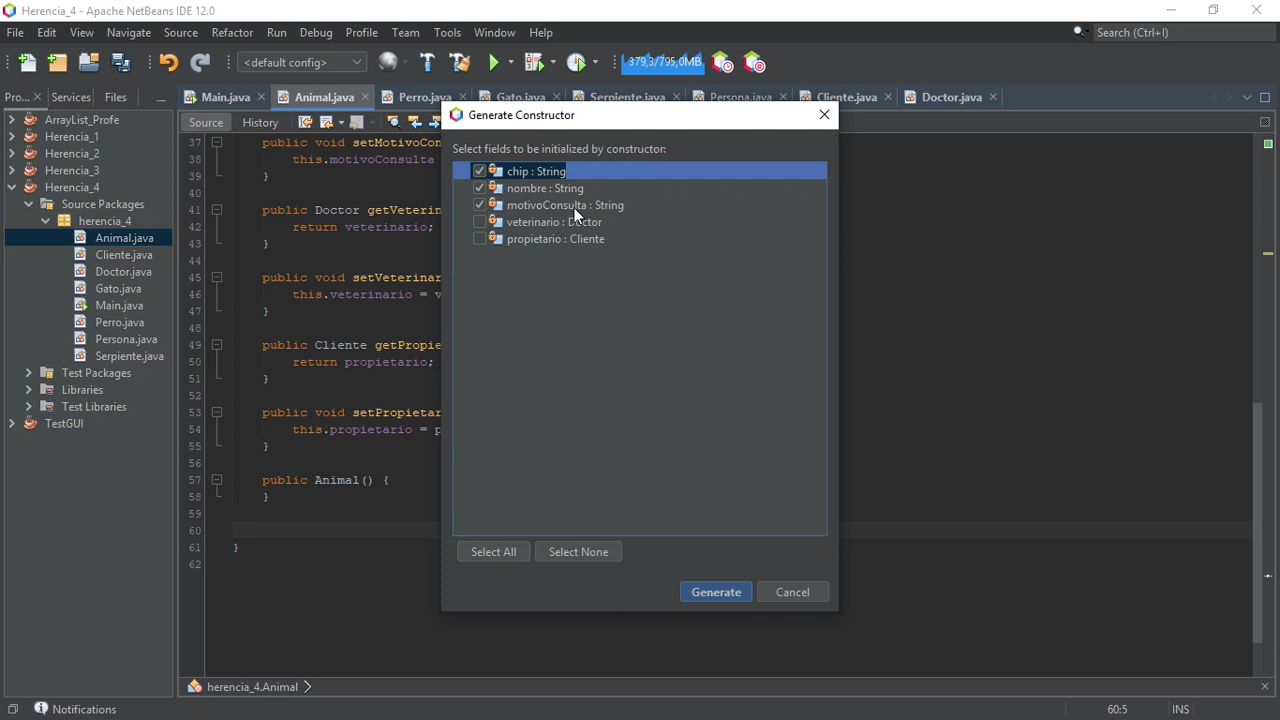 Herencia_4 - Apache NetBeans IDE 12.0
File Edit View Navigate Source Refactor Run Debug Profile Team Tools Window Help
Search (Ctrl+I)
<default config>
379,3/795,0MB
Pro... Services Files
Main.java Animal.java Perro.java Gato.java Serpiente.java Persona.java Cliente.java Doctor.java
Source History
ArrayList_Profe
Herencia_1
Herencia_2
Herencia_3
Herencia_4
Source Packages
herencia_4
Animal.java
Cliente.java
Doctor.java
Gato.java
Main.java
Perro.java
Persona.java
Serpiente.java
Test Packages
Libraries
Test Libraries
TestGUI
37 public void setMotivoCon
38 this.motivoConsulta
39 }
40
41 public Doctor getVeterin
42 return veterinario;
43 }
44
45 public void setVeterinar
46 this.veterinario = v
47 }
48
49 public Cliente getPropie
50 return propietario;
51 }
52
53 public void setPropietar
54 this.propietario = p
55 }
56
57 public Animal() {
58 }
59
60
61 }
62
Generate Constructor
Select fields to be initialized by constructor:
chip : String
nombre : String
motivoConsulta : String
veterinario : Doctor
propietario : Cliente
Select All Select None
Generate Cancel
herencia_4.Animal
Notifications
60:5 INS